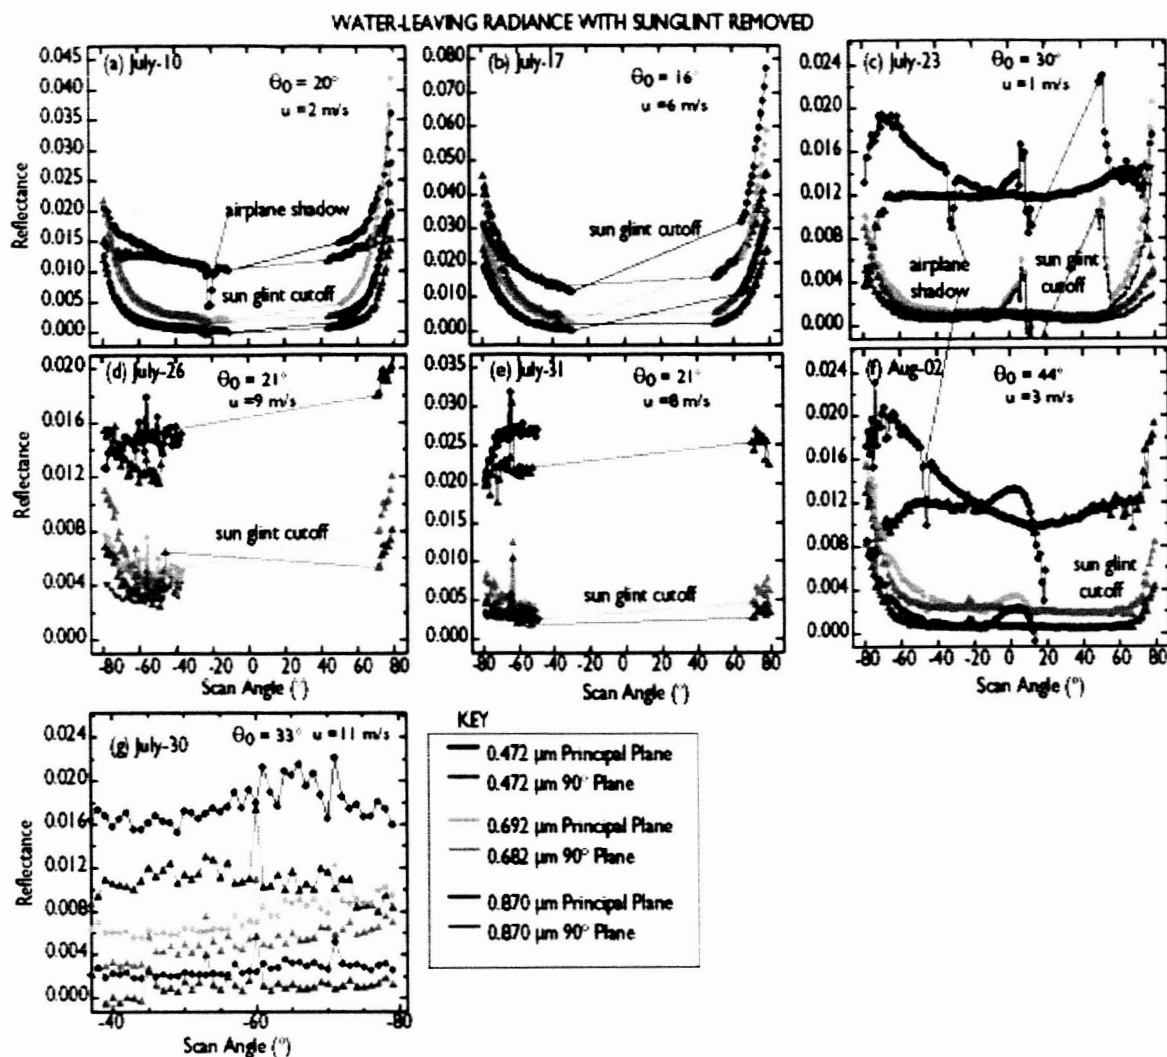 WATER-LEAVING RADIANCE WITH SUNGLINT REMOVED
0.045
0.040
0.035
0.030
0.025
0.020
0.015
0.010
0.005
0.000
Reflectance
(a) July-10
θ0 = 20°
u = 2 m/s
airplane shadow
sun glint cutoff
0.080
0.070
0.060
0.050
0.040
0.030
0.020
0.010
0.000
(b) July-17
θ0 = 16°
u = 6 m/s
sun glint cutoff
0.024
0.020
0.016
0.012
0.008
0.004
0.000
(c) July-23
θ0 = 30°
u = 1 m/s
airplane shadow
sun glint cutoff
0.020
0.016
0.012
0.008
0.004
0.000
Reflectance
(d) July-26
θ0 = 21°
u = 9 m/s
sun glint cutoff
-80 -60 -40 -20 0 20 40 60 80
Scan Angle (°)
0.035
0.030
0.025
0.020
0.015
0.010
0.005
0.000
(e) July-31
θ0 = 21°
u = 8 m/s
sun glint cutoff
-80 -60 -40 -20 0 20 40 60 80
Scan Angle (°)
0.024
0.020
0.016
0.012
0.008
0.004
0.000
(f) Aug-02
θ0 = 44°
u = 3 m/s
sun glint
cutoff
-80 -60 -40 -20 0 20 40 60 80
Scan Angle (°)
0.024
0.020
0.016
0.012
0.008
0.004
0.000
Reflectance
(g) July-30
θ0 = 33° u = 11 m/s
-40 -60 -80
Scan Angle (°)
KEY
0.472 µm Principal Plane
0.472 µm 90° Plane
0.692 µm Principal Plane
0.682 µm 90° Plane
0.870 µm Principal Plane
0.870 µm 90° Plane